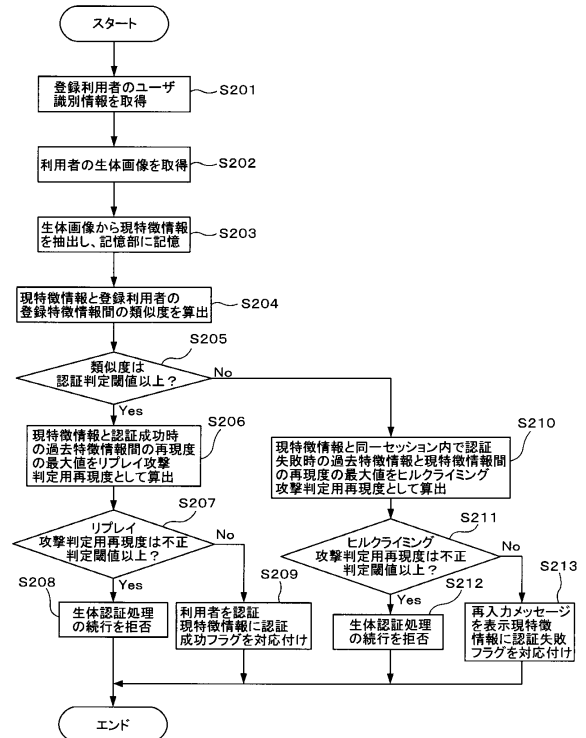 スタート
登録利用者のユーザ
識別情報を取得
S201
利用者の生体画像を取得
S202
生体画像から現特徴情報
を抽出し、記憶部に記憶
S203
現特徴情報と登録利用者の
登録特徴情報間の類似度を算出
S204
S205
類似度は
認証判定閾値以上？
No
Yes
S206
現特徴情報と認証成功時
の過去特徴情報間の再現度
の最大値をリプレイ攻撃
判定用再現度として算出
S207
リプレイ
攻撃判定用再現度は不正
判定閾値以上？
No
Yes
S208
生体認証処理
の続行を拒否
S209
利用者を認証
現特徴情報に認証
成功フラグを対応付け
S210
現特徴情報と同一セッション内で認証
失敗時の過去特徴情報と現特徴情報間
の再現度の最大値をヒルクライミング
攻撃判定用再現度として算出
S211
ヒルクライミング
攻撃判定用再現度は不正
判定閾値以上？
No
Yes
S212
生体認証処理
の続行を拒否
S213
再入力メッセージ
を表示現特徴
情報に認証失敗
フラグを対応付け
エンド